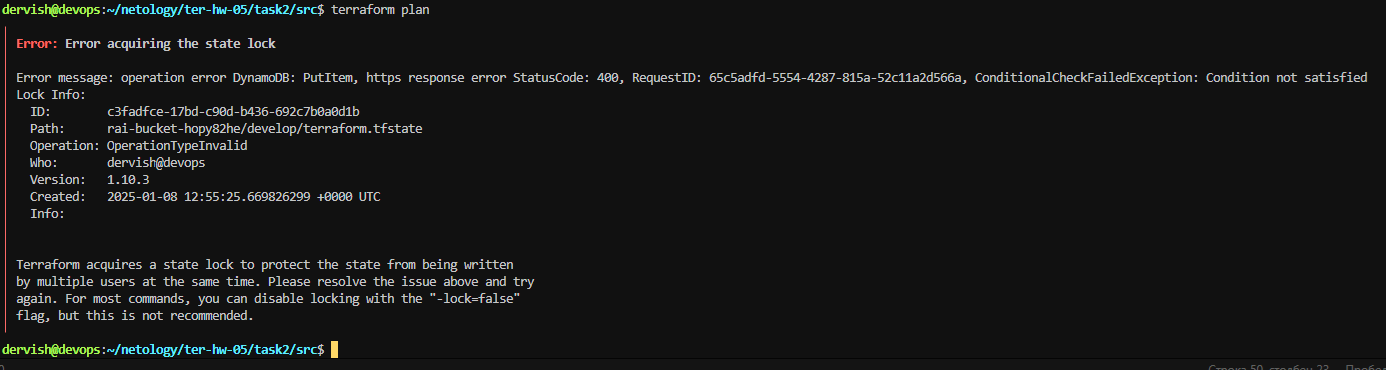 dervish@devops:~/netology/ter-hw-05/task2/src$ terraform plan
Error: Error acquiring the state lock
Error message: operation error DynamoDB: PutItem, https response error StatusCode: 400, RequestID: 65c5adfd-5554-4287-815a-52c11a2d566a, ConditionalCheckFailedException: Condition not satisfied
Lock Info:
ID: c3fadfce-17bd-c90d-b436-692c7b0a0d1b
Path: rai-bucket-hopy82he/develop/terraform.tfstate
Operation: OperationTypeInvalid
Who: dervish@devops
Version: 1.10.3
Created: 2025-01-08 12:55:25.669826299 +0000 UTC
Info:
Terraform acquires a state lock to protect the state from being written
by multiple users at the same time. Please resolve the issue above and try
again. For most commands, you can disable locking with the "-lock=false"
flag, but this is not recommended.
dervish@devops:~/netology/ter-hw-05/task2/src$